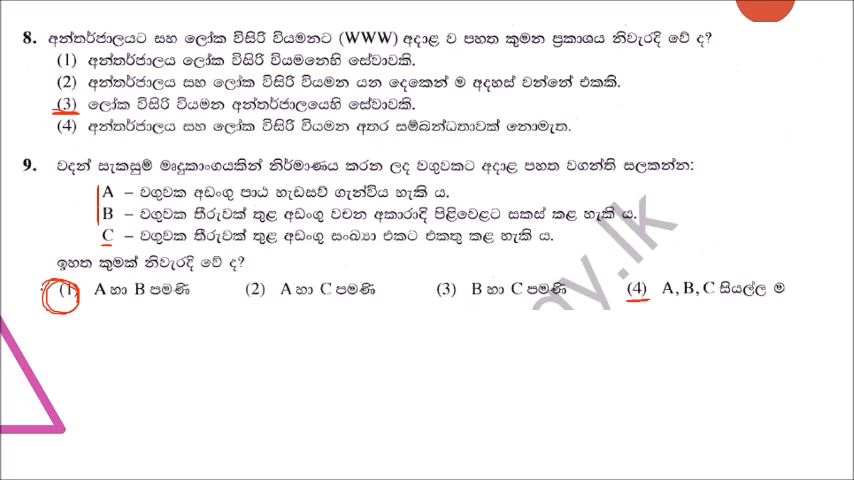 8. අන්තර්ජාලයට සහ ලෝක විසිරි වියමනට (WWW) අදාළ ව පහත කුමන ප්‍රකාශය නිවැරදි වේ ද?
(1) අන්තර්ජාලය ලෝක විසිරි වියමනෙහි සේවාවකි.
(2) අන්තර්ජාලය සහ ලෝක විසිරි වියමන යන දෙකෙන් ම අදහස් වන්නේ එකකි.
(3) ලෝක විසිරි වියමන අන්තර්ජාලයෙහි සේවාවකි.
(4) අන්තර්ජාලය සහ ලෝක විසිරි වියමන අතර සම්බන්ධතාවක් නොමැත.
9. වදන් සැකසුම් මෘදුකාංගයකින් නිර්මාණය කරන ලද වගුවකට අදාළ පහත වගන්ති සලකන්න:
A – වගුවක අඩංගු පාඨ හැඩසව් ගැන්විය හැකි ය.
B – වගුවක තීරුවක් තුළ අඩංගු වචන අකාරාදි පිළිවෙළට සකස් කළ හැකි ය.
C – වගුවක තීරුවක් තුළ අඩංගු සංඛ්‍යා එකට එකතු කළ හැකි ය.
ඉහත කුමක් නිවැරදි වේ ද?
(1) A හා B පමණි (2) A හා C පමණි (3) B හා C පමණි (4) A, B, C සියල්ල ම